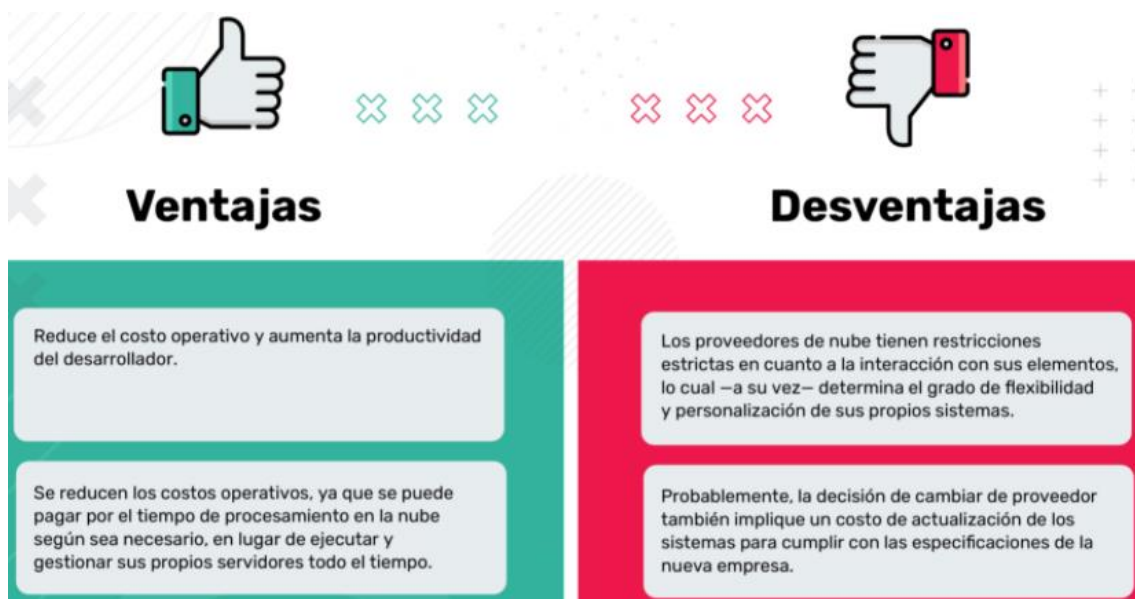 Ventajas
Desventajas
Reduce el costo operativo y aumenta la productividad
del desarrollador.
Se reducen los costos operativos, ya que se puede
pagar por el tiempo de procesamiento en la nube
según sea necesario, en lugar de ejecutar y
gestionar sus propios servidores todo el tiempo.
Los proveedores de nube tienen restricciones
estrictas en cuanto a la interacción con sus elementos,
lo cual —a su vez— determina el grado de flexibilidad
y personalización de sus propios sistemas.
Probablemente, la decisión de cambiar de proveedor
también implique un costo de actualización de los
sistemas para cumplir con las especificaciones de la
nueva empresa.